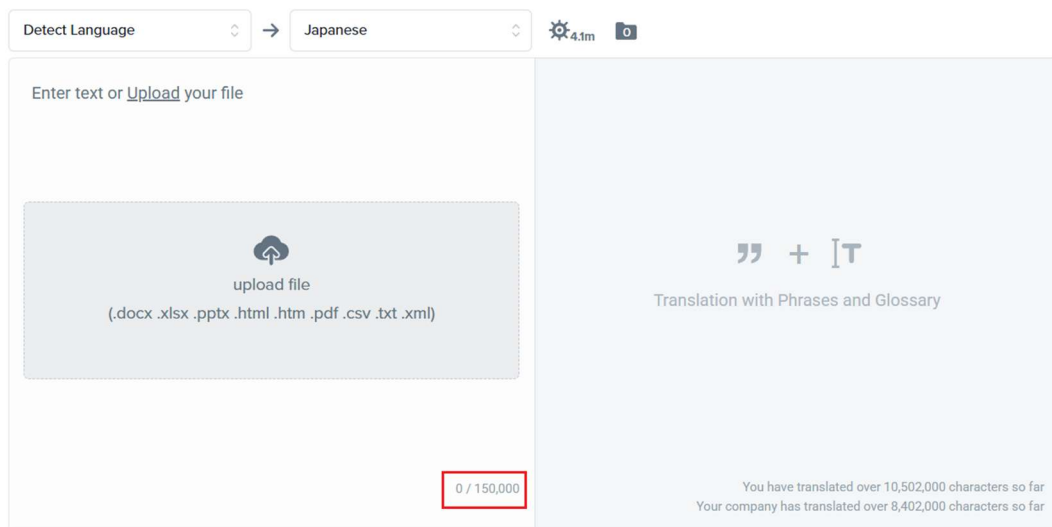 Detect Language
Japanese
4.1m
0
Enter text or Upload your file
upload file
(.docx .xlsx .pptx .html .htm .pdf .csv .txt .xml)
Translation with Phrases and Glossary
0 / 150,000
You have translated over 10,502,000 characters so far
Your company has translated over 8,402,000 characters so far